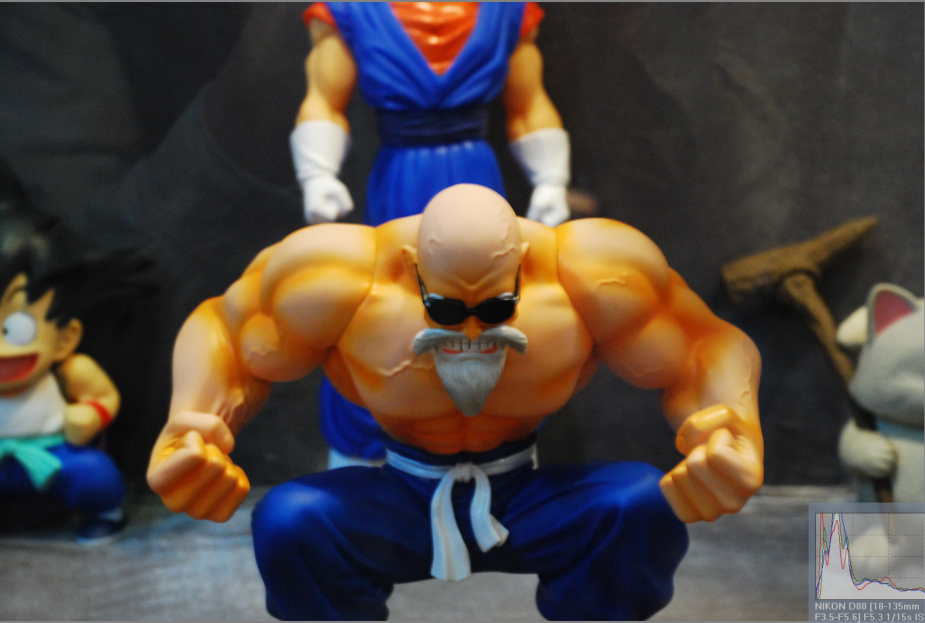 NIKON D80 [18-135mm
F3.5-F5.6] F5.3 1/15s IS